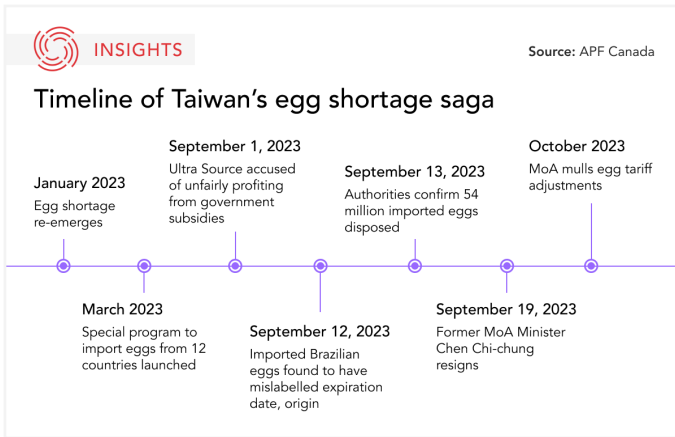 INSIGHTS
Source: APF Canada
Timeline of Taiwan's egg shortage saga
January 2023
Egg shortage
re-emerges
March 2023
Special program to
import eggs from 12
countries launched
September 1, 2023
Ultra Source accused
of unfairly profiting
from government
subsidies
September 12, 2023
Imported Brazilian
eggs found to have
mislabelled expiration
date, origin
September 13, 2023
Authorities confirm 54
million imported eggs
disposed
September 19, 2023
Former MoA Minister
Chen Chi-chung
resigns
October 2023
MoA mulls egg tariff
adjustments